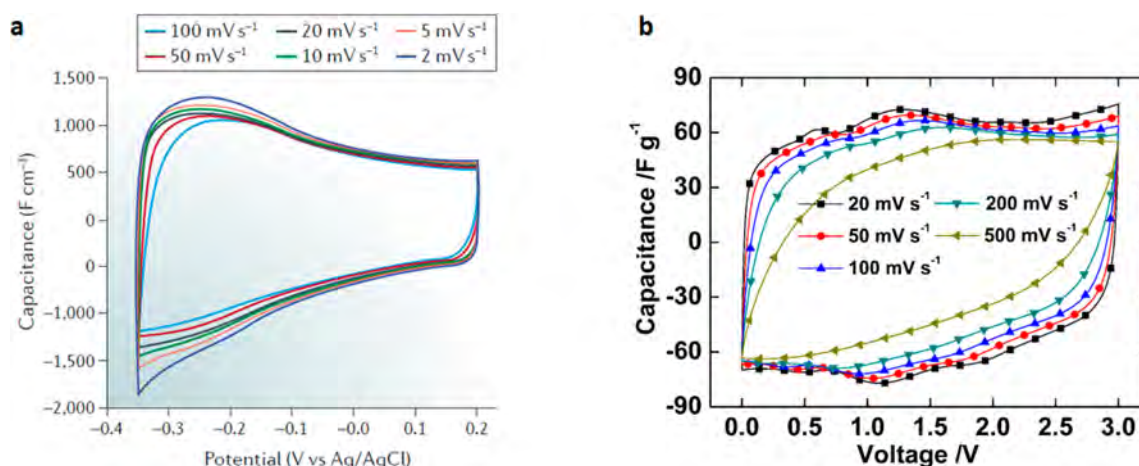 a
100 mV s⁻¹ 20 mV s⁻¹ 5 mV s⁻¹
50 mV s⁻¹ 10 mV s⁻¹ 2 mV s⁻¹
Capacitance (F cm⁻³)
1,500
1,000
500
0
0
–1,000
–1,500
–2,000
–0.4 –0.3 –0.2 –0.1 –0.0 0.1 0.2
Potential (V vs Ag/AgCl)
b
Capacitance /F g⁻¹
90
60
30
0
-30
-60
-90
20 mV s⁻¹ 200 mV s⁻¹
50 mV s⁻¹ 500 mV s⁻¹
100 mV s⁻¹
0.0 0.5 1.0 1.5 2.0 2.5 3.0
Voltage /V